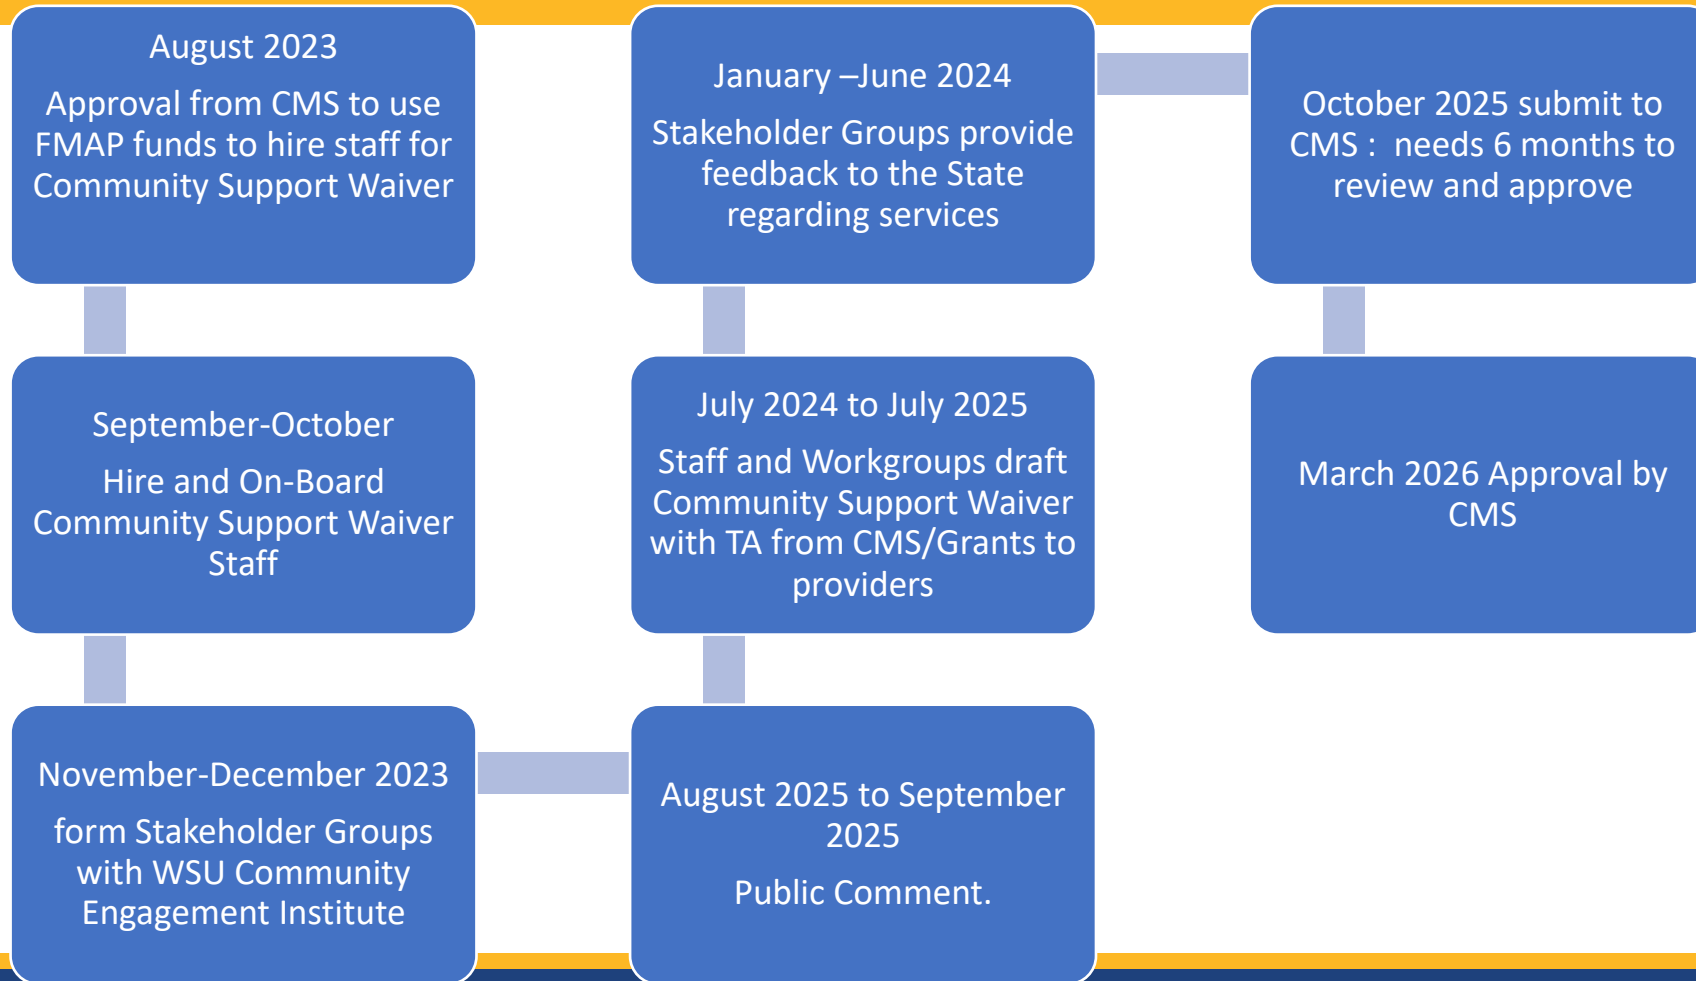 August 2023
Approval from CMS to use
FMAP funds to hire staff for
Community Support Waiver
September-October
Hire and On-Board
Community Support Waiver
Staff
November-December 2023
form Stakeholder Groups
with WSU Community
Engagement Institute
August 2025 to September
2025
Public Comment.
July 2024 to July 2025
Staff and Workgroups draft
Community Support Waiver
with TA from CMS/Grants to
providers
January –June 2024
Stakeholder Groups provide
feedback to the State
regarding services
October 2025 submit to
CMS :  needs 6 months to
review and approve
March 2026 Approval by
CMS